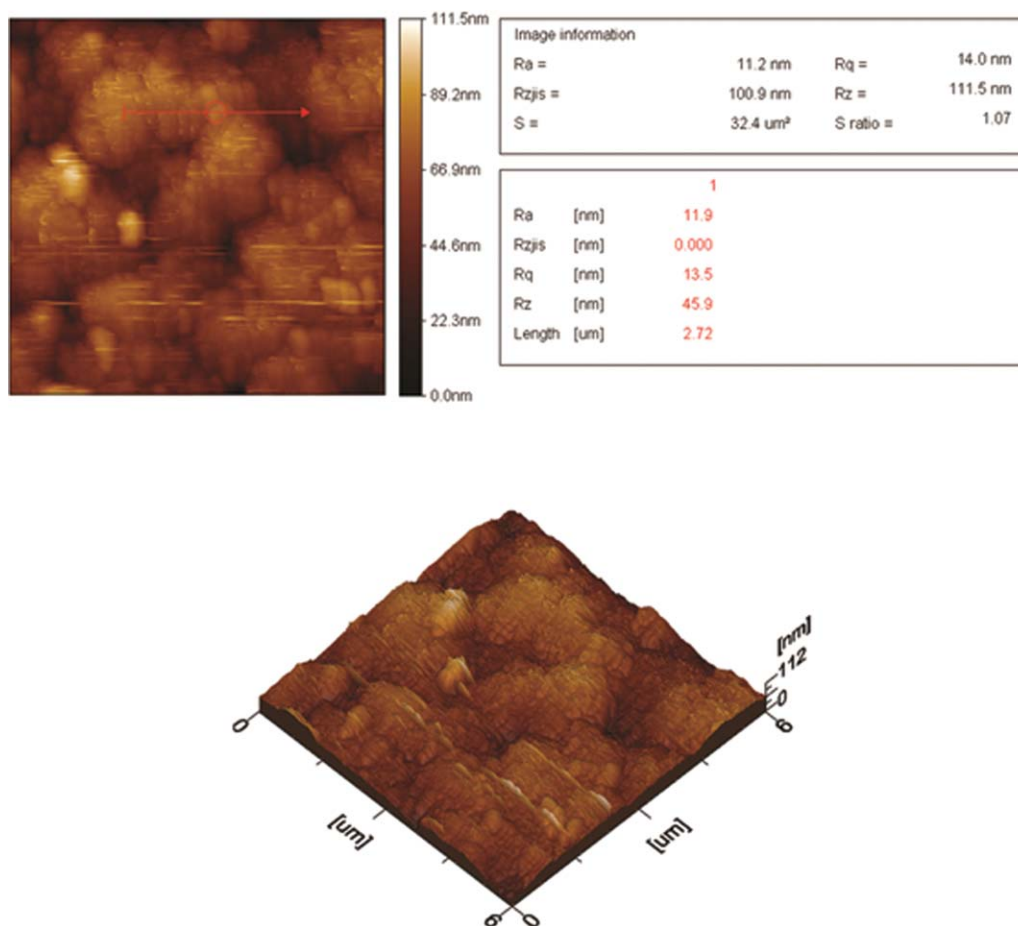 111.5nm
89.2nm
66.9nm
44.6nm
22.3nm
0.0nm
Image information
Ra = 11.2 nm Rq = 14.0 nm
Rzjis = 100.9 nm Rz = 111.5 nm
S = 32.4 um² S ratio = 1.07
1
Ra [nm] 11.9
Rzjis [nm] 0.000
Rq [nm] 13.5
Rz [nm] 45.9
Length [um] 2.72
[nm]
112
0
0
6
[um]
[um]
6
0